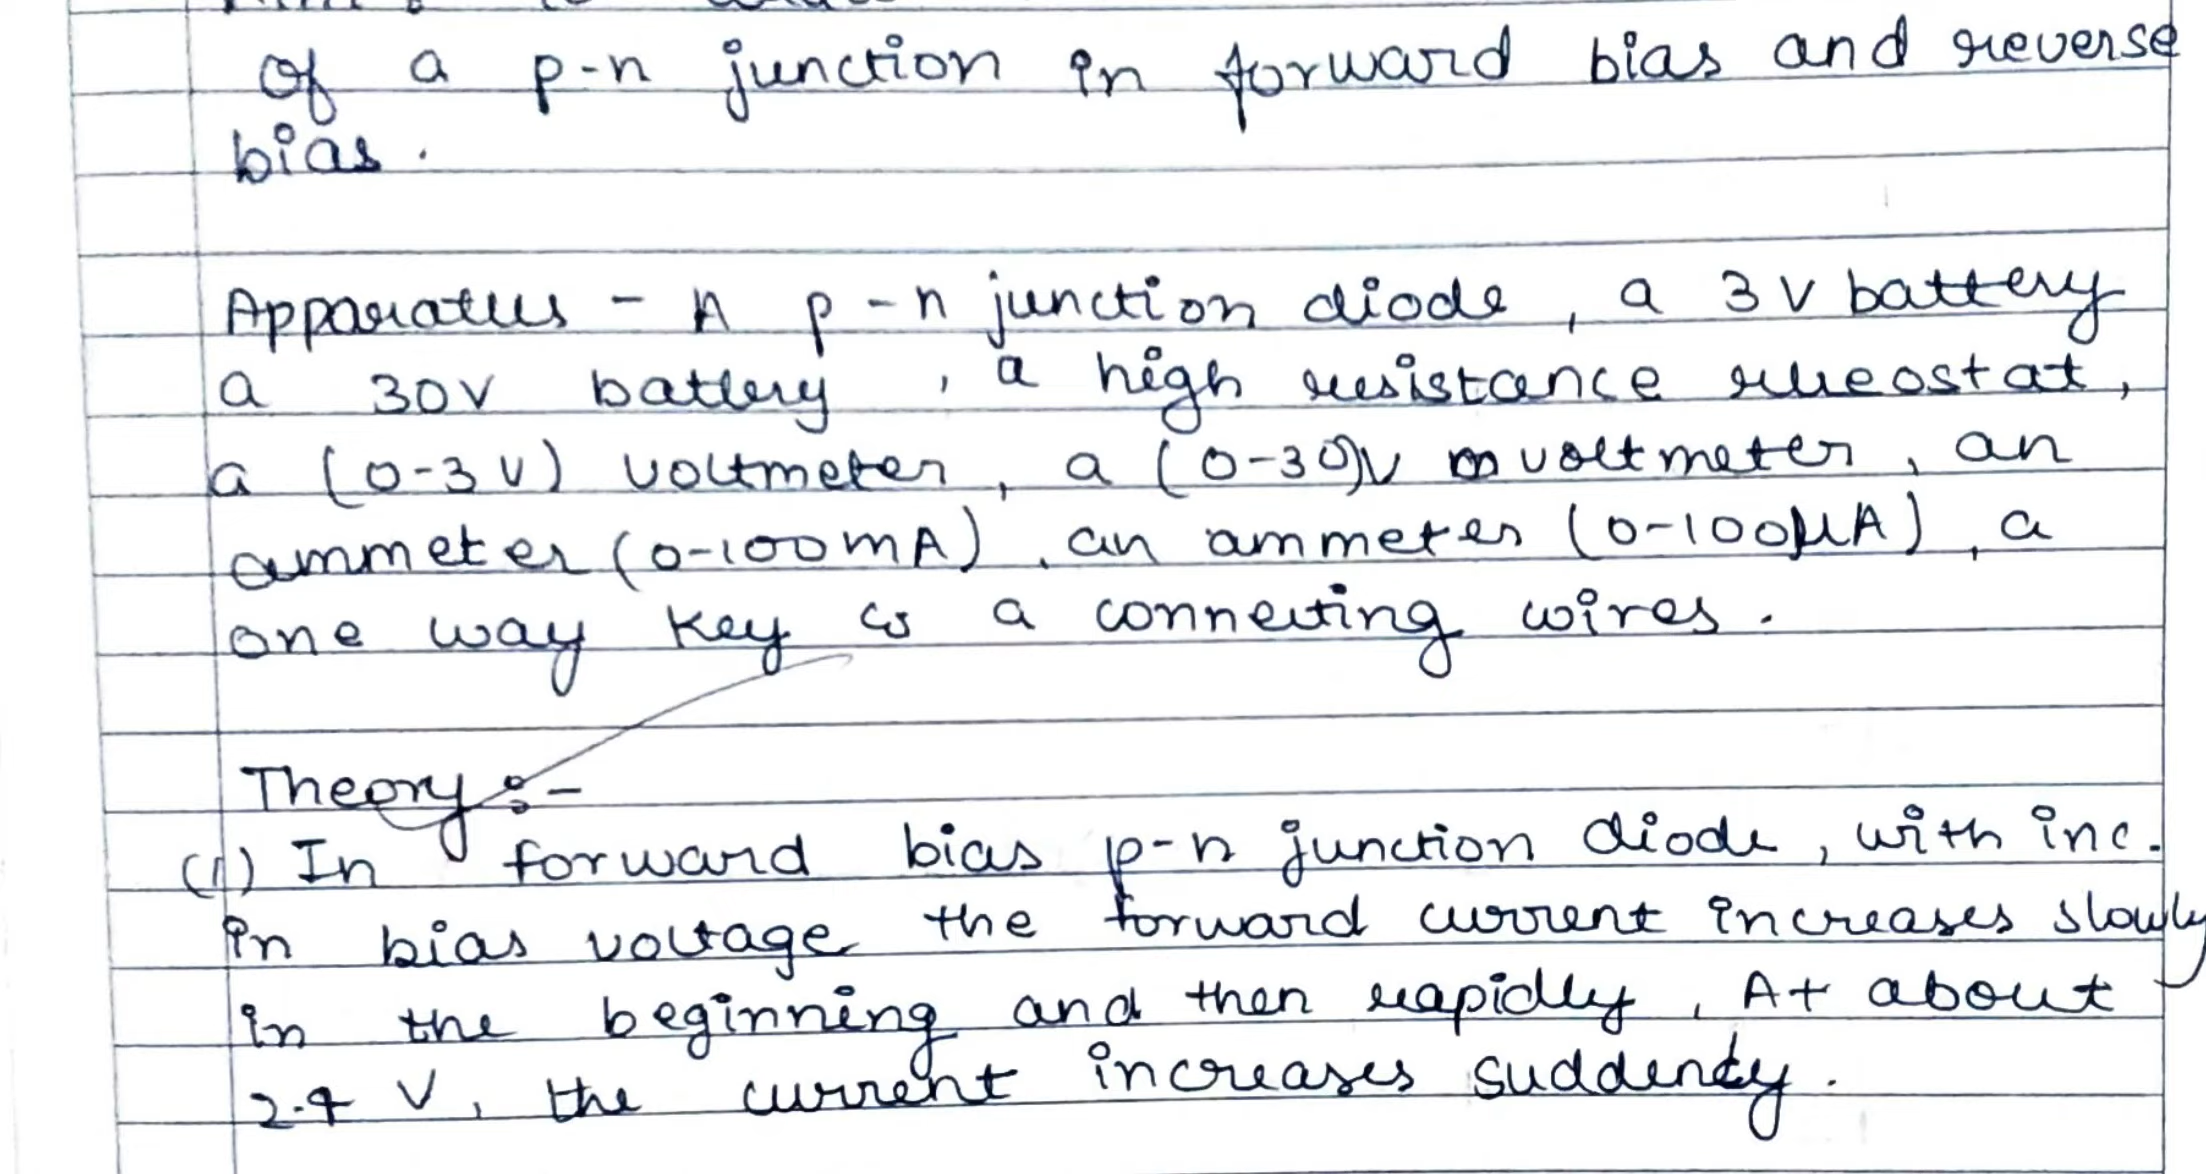 of a p-n junction in forward bias and reverse
bias.
Apparatus - A p-n junction diode, a 3V battery
a 30V battery, a high resistance rheostat,
a (0-3V) voltmeter, a (0-30)V voltmeter, an
ammeter (0-100mA), an ammeter (0-100μA), a
one way key & a connecting wires.
Theory :-
(1) In forward bias p-n junction diode, with inc.
in bias voltage the forward current increases slowly
in the beginning and then rapidly, At about
2.4 V, the current increases suddenly.